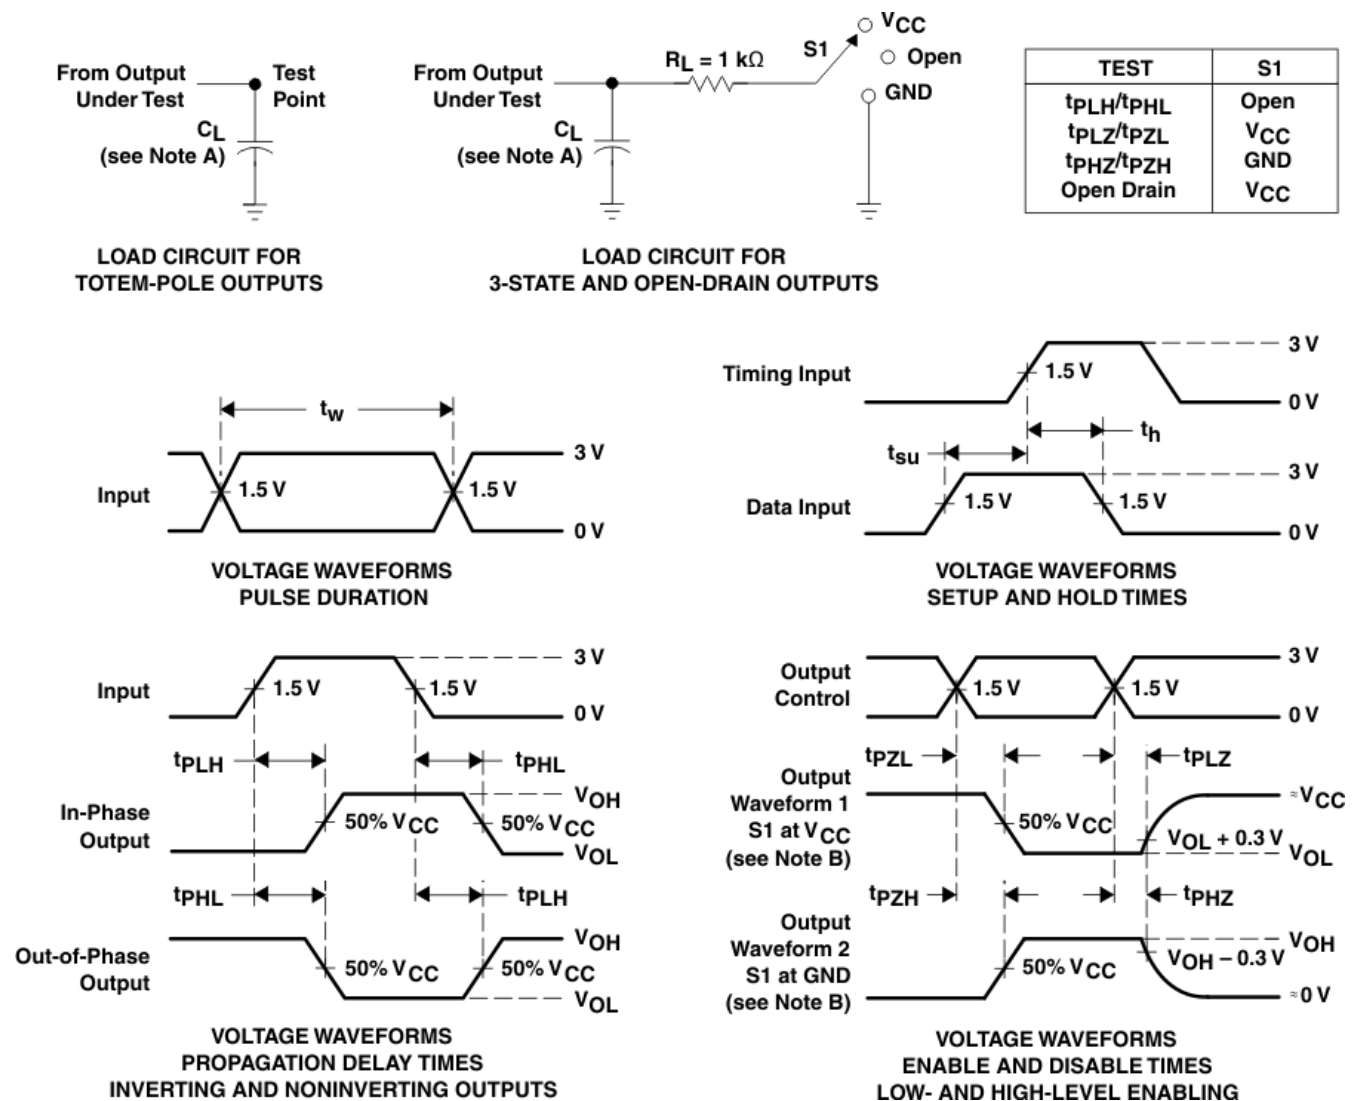 From Output
Under Test
Test
Point
CL
(see Note A)
LOAD CIRCUIT FOR
TOTEM-POLE OUTPUTS
From Output
Under Test
RL = 1 kΩ
S1
VCC
Open
GND
CL
(see Note A)
LOAD CIRCUIT FOR
3-STATE AND OPEN-DRAIN OUTPUTS
TEST S1
tPLH/tPHL Open
tPLZ/tPZL VCC
tPHZ/tPZH GND
Open Drain VCC
tw
Input
1.5 V
1.5 V
3 V
0 V
VOLTAGE WAVEFORMS
PULSE DURATION
Timing Input
1.5 V
3 V
0 V
tsu
th
Data Input
1.5 V
1.5 V
3 V
0 V
VOLTAGE WAVEFORMS
SETUP AND HOLD TIMES
Input
1.5 V
1.5 V
3 V
0 V
tPLH
tPHL
In-Phase
Output
50% VCC
50% VCC
VOH
VOL
tPHL
tPLH
Out-of-Phase
Output
50% VCC
50% VCC
VOH
VOL
VOLTAGE WAVEFORMS
PROPAGATION DELAY TIMES
INVERTING AND NONINVERTING OUTPUTS
Output
Control
1.5 V
1.5 V
3 V
0 V
tPZL
tPLZ
Output
Waveform 1
S1 at VCC
(see Note B)
50% VCC
VOL + 0.3 V
≈VCC
VOL
tPZH
tPHZ
Output
Waveform 2
S1 at GND
(see Note B)
50% VCC
VOH − 0.3 V
VOH
≈0 V
VOLTAGE WAVEFORMS
ENABLE AND DISABLE TIMES
LOW- AND HIGH-LEVEL ENABLING